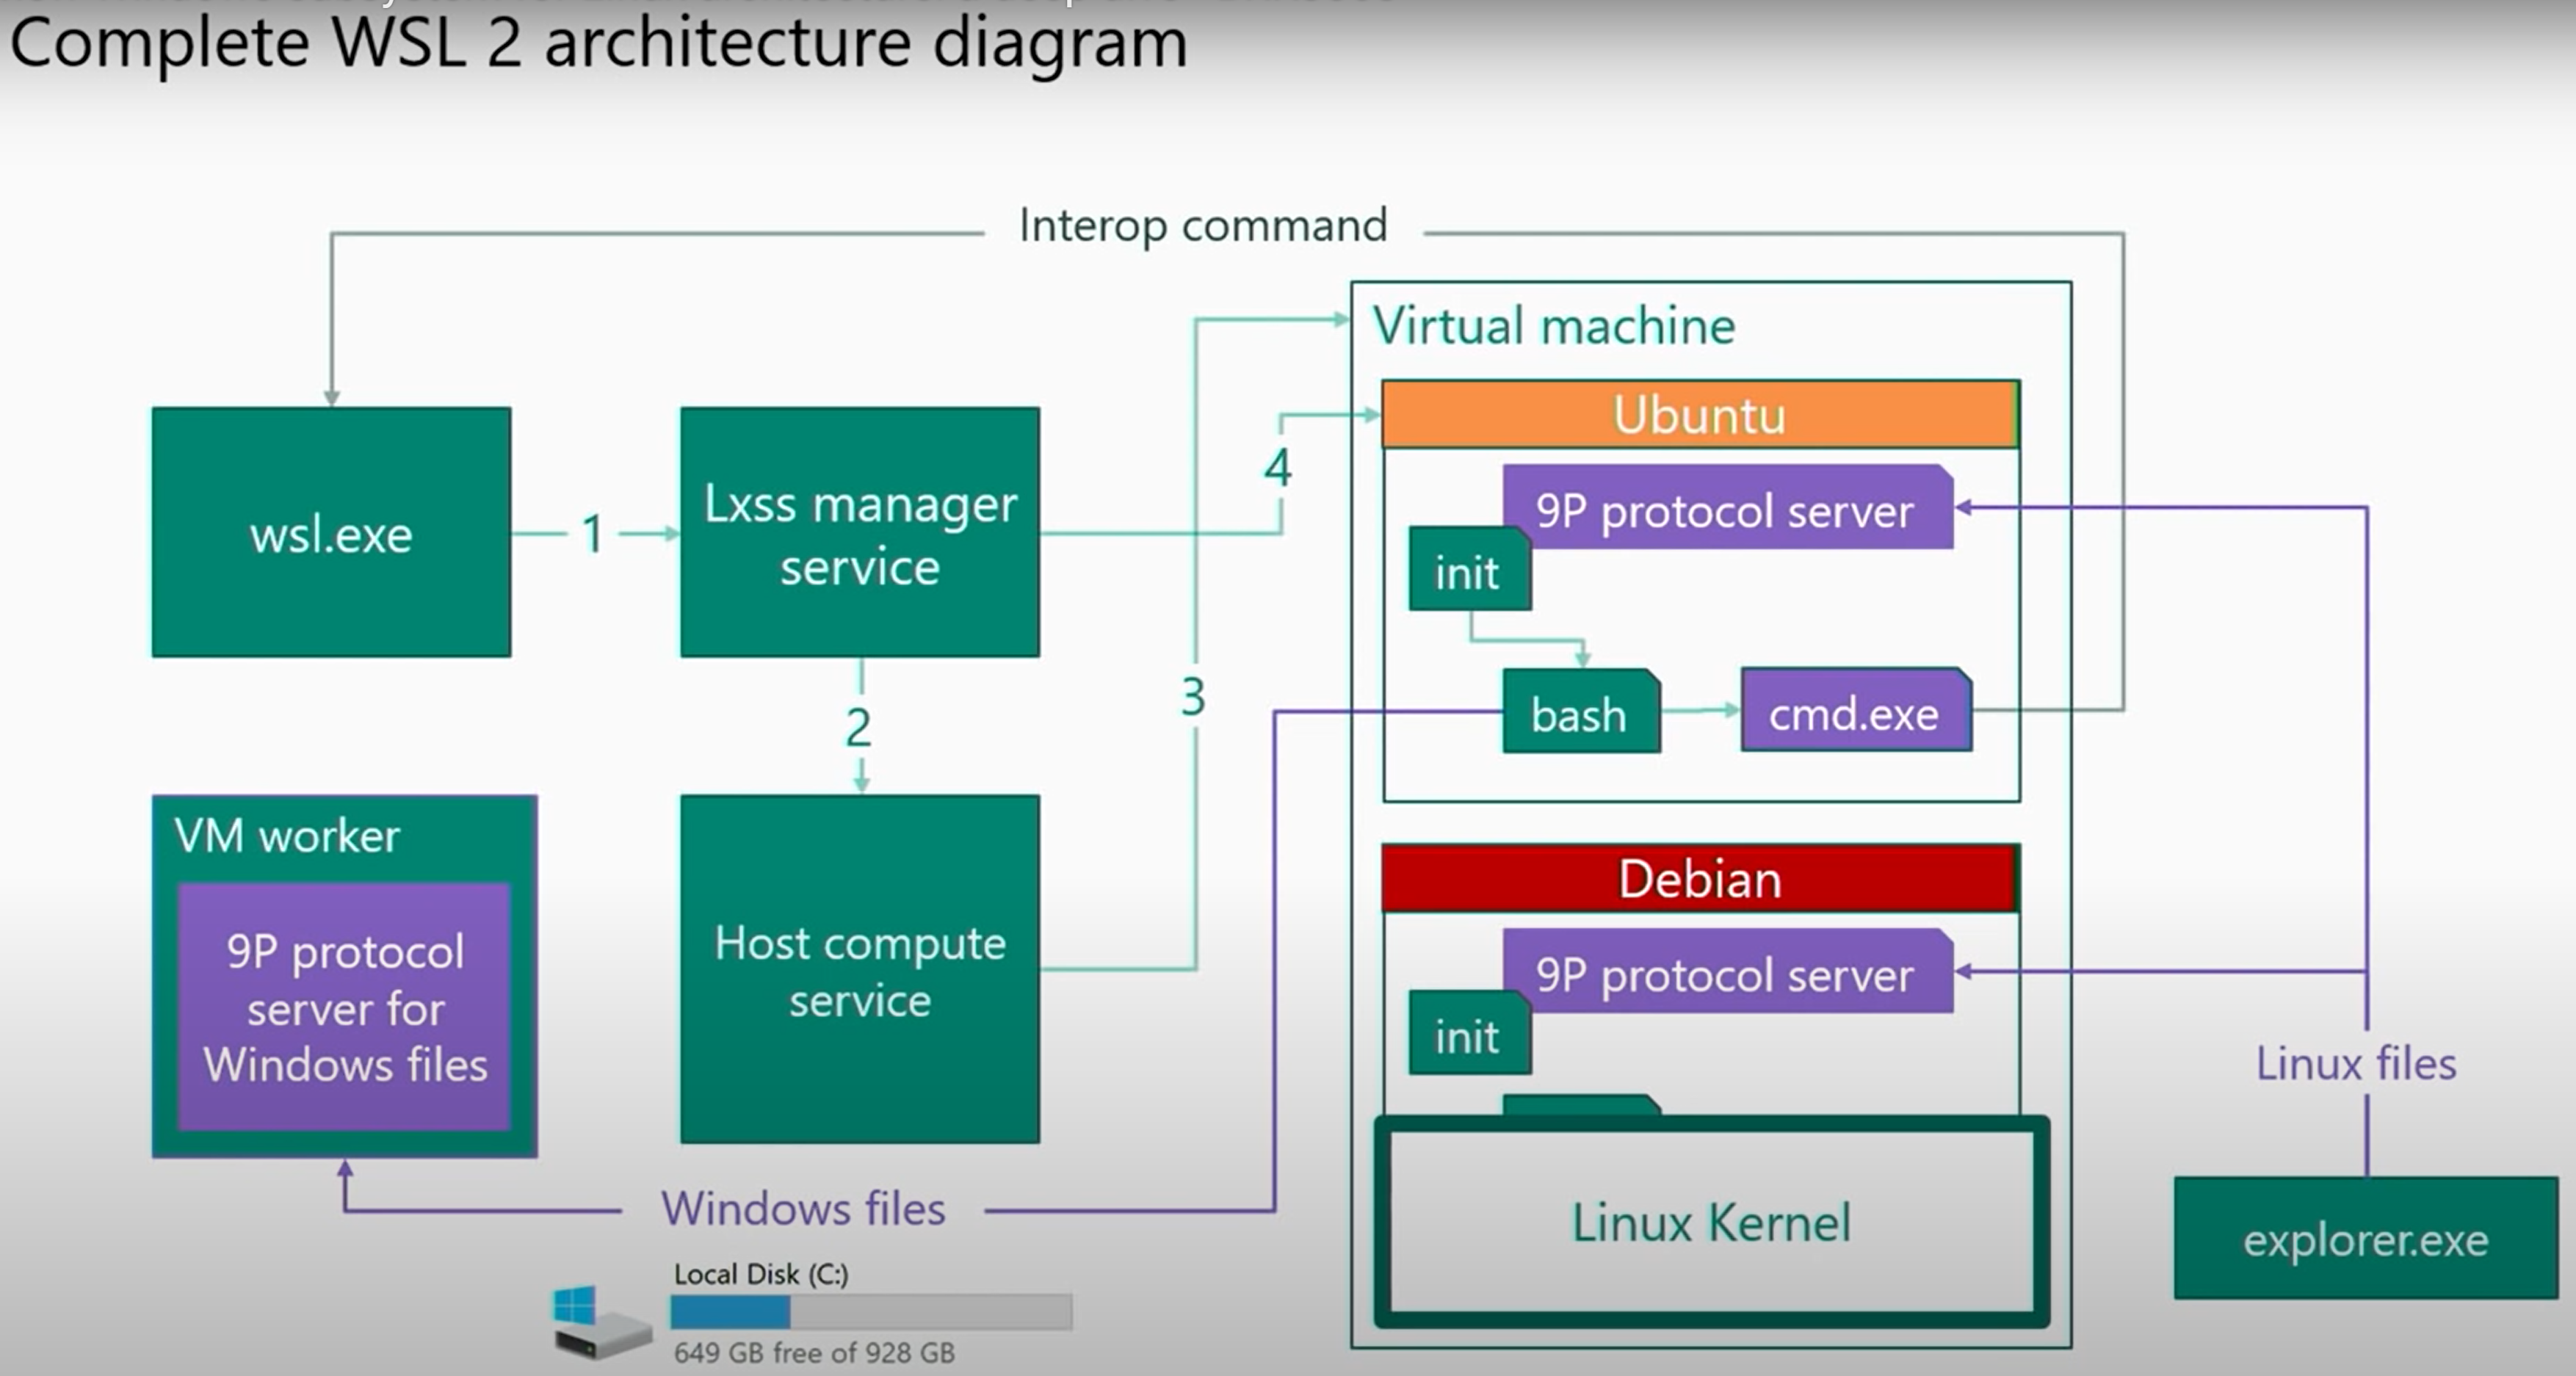 Complete WSL 2 architecture diagram
Interop command
Virtual machine
Ubuntu
9P protocol server
init
bash
cmd.exe
wsl.exe
1
Lxss manager
service
4
3
2
VM worker
9P protocol
server for
Windows files
Host compute
service
Debian
9P protocol server
init
Linux files
Linux Kernel
explorer.exe
Windows files
Local Disk (C:)
649 GB free of 928 GB